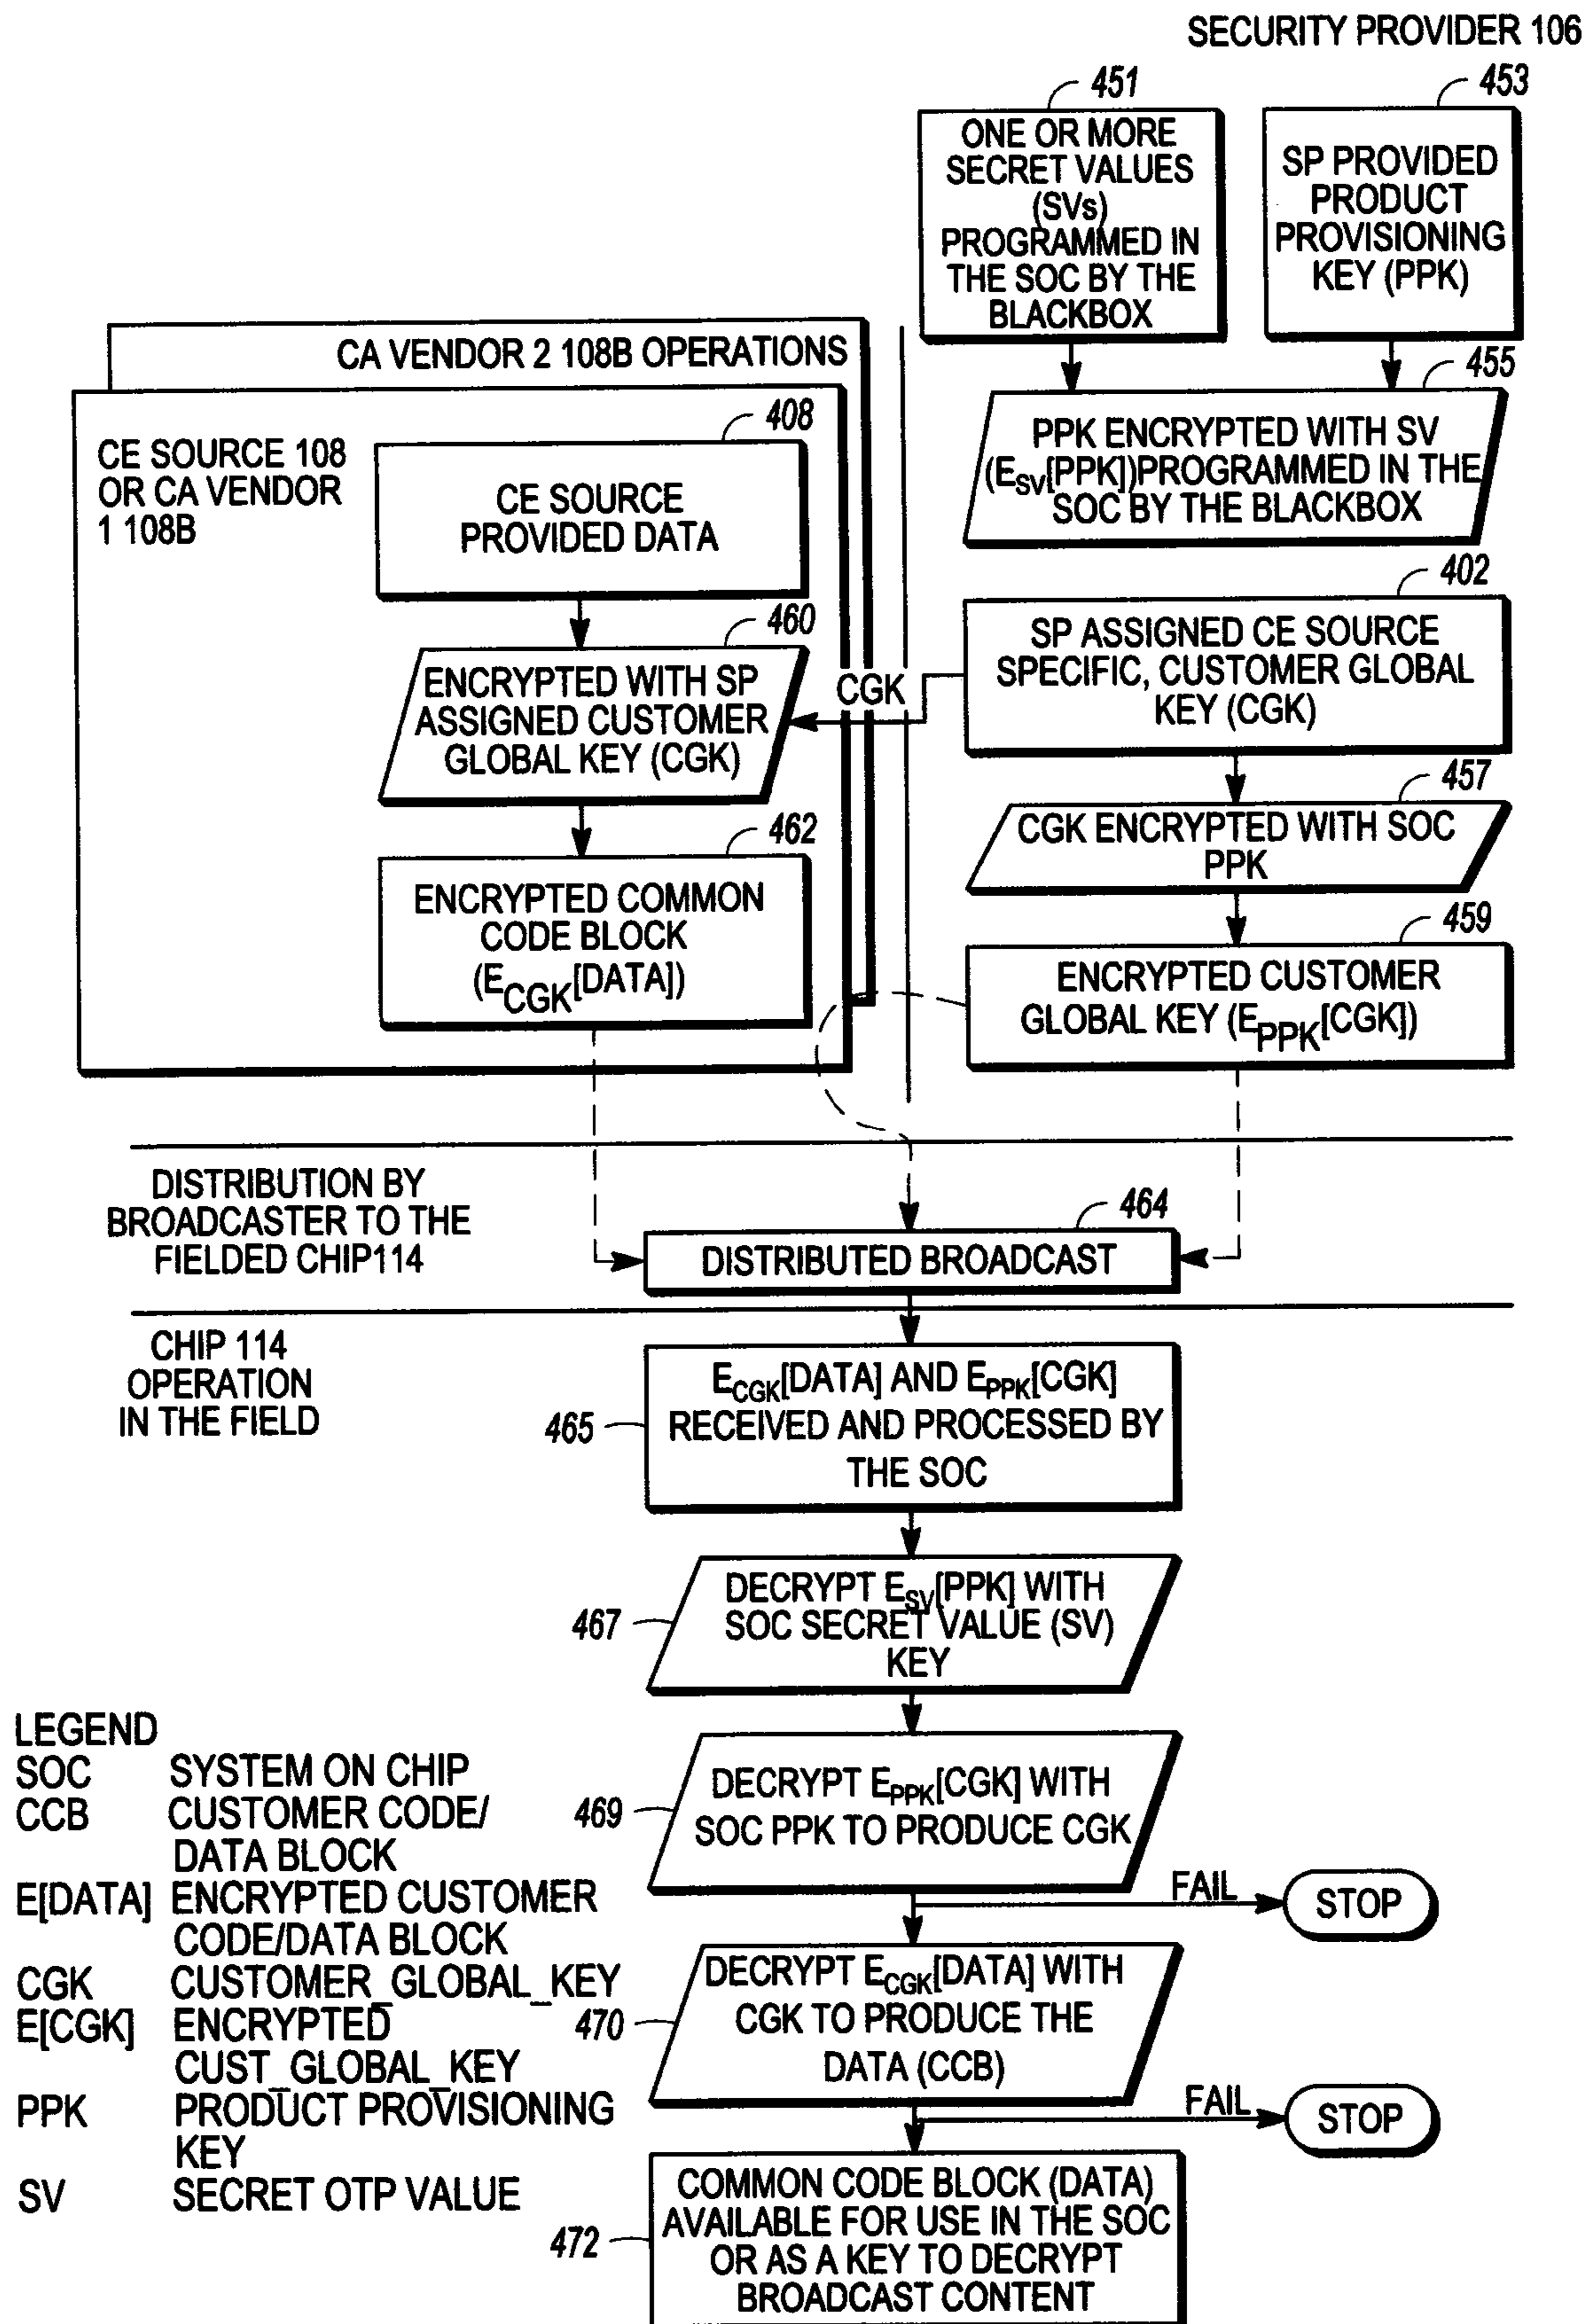 SECURITY PROVIDER 106
451
ONE OR MORE
SECRET VALUES
(SVs)
PROGRAMMED IN
THE SOC BY THE
BLACKBOX
453
SP PROVIDED
PRODUCT
PROVISIONING
KEY (PPK)
455
PPK ENCRYPTED WITH SV
(ESV[PPK])PROGRAMMED IN THE
SOC BY THE BLACKBOX
CA VENDOR 2 108B OPERATIONS
CE SOURCE 108
OR CA VENDOR
1 108B
408
CE SOURCE
PROVIDED DATA
460
ENCRYPTED WITH SP
ASSIGNED CUSTOMER
GLOBAL KEY (CGK)
CGK
462
ENCRYPTED COMMON
CODE BLOCK
(ECGK[DATA])
402
SP ASSIGNED CE SOURCE
SPECIFIC, CUSTOMER GLOBAL
KEY (CGK)
457
CGK ENCRYPTED WITH SOC
PPK
459
ENCRYPTED CUSTOMER
GLOBAL KEY (EPPK[CGK])
DISTRIBUTION BY
BROADCASTER TO THE
FIELDED CHIP114
464
DISTRIBUTED BROADCAST
CHIP 114
OPERATION
IN THE FIELD
465
ECGK[DATA] AND EPPK[CGK]
RECEIVED AND PROCESSED BY
THE SOC
467
DECRYPT ESV[PPK] WITH
SOC SECRET VALUE (SV)
KEY
469
DECRYPT EPPK[CGK] WITH
SOC PPK TO PRODUCE CGK
FAIL
STOP
470
DECRYPT ECGK[DATA] WITH
CGK TO PRODUCE THE
DATA (CCB)
FAIL
STOP
472
COMMON CODE BLOCK (DATA)
AVAILABLE FOR USE IN THE SOC
OR AS A KEY TO DECRYPT
BROADCAST CONTENT
LEGEND
SOC SYSTEM ON CHIP
CCB CUSTOMER CODE/
DATA BLOCK
E[DATA] ENCRYPTED CUSTOMER
CODE/DATA BLOCK
CGK CUSTOMER_GLOBAL_KEY
E[CGK] ENCRYPTED
CUST_GLOBAL_KEY
PPK PRODUCT PROVISIONING
KEY
SV SECRET OTP VALUE